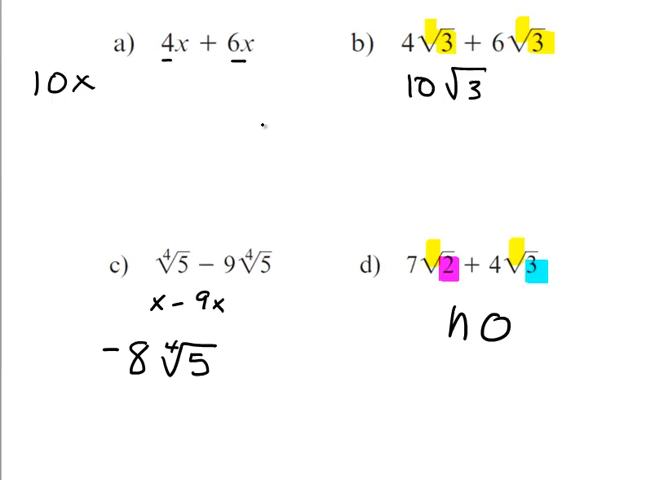 a) 4x + 6x
10x
b) 4√3 + 6√3
10√3
c) ∜5 − 9∜5
x − 9x
−8∜5
d) 7√2 + 4√3
no